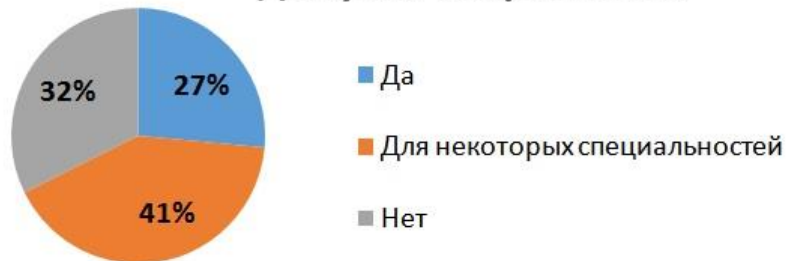 32%
27%
41%
Да
Для некоторых специальностей
Нет